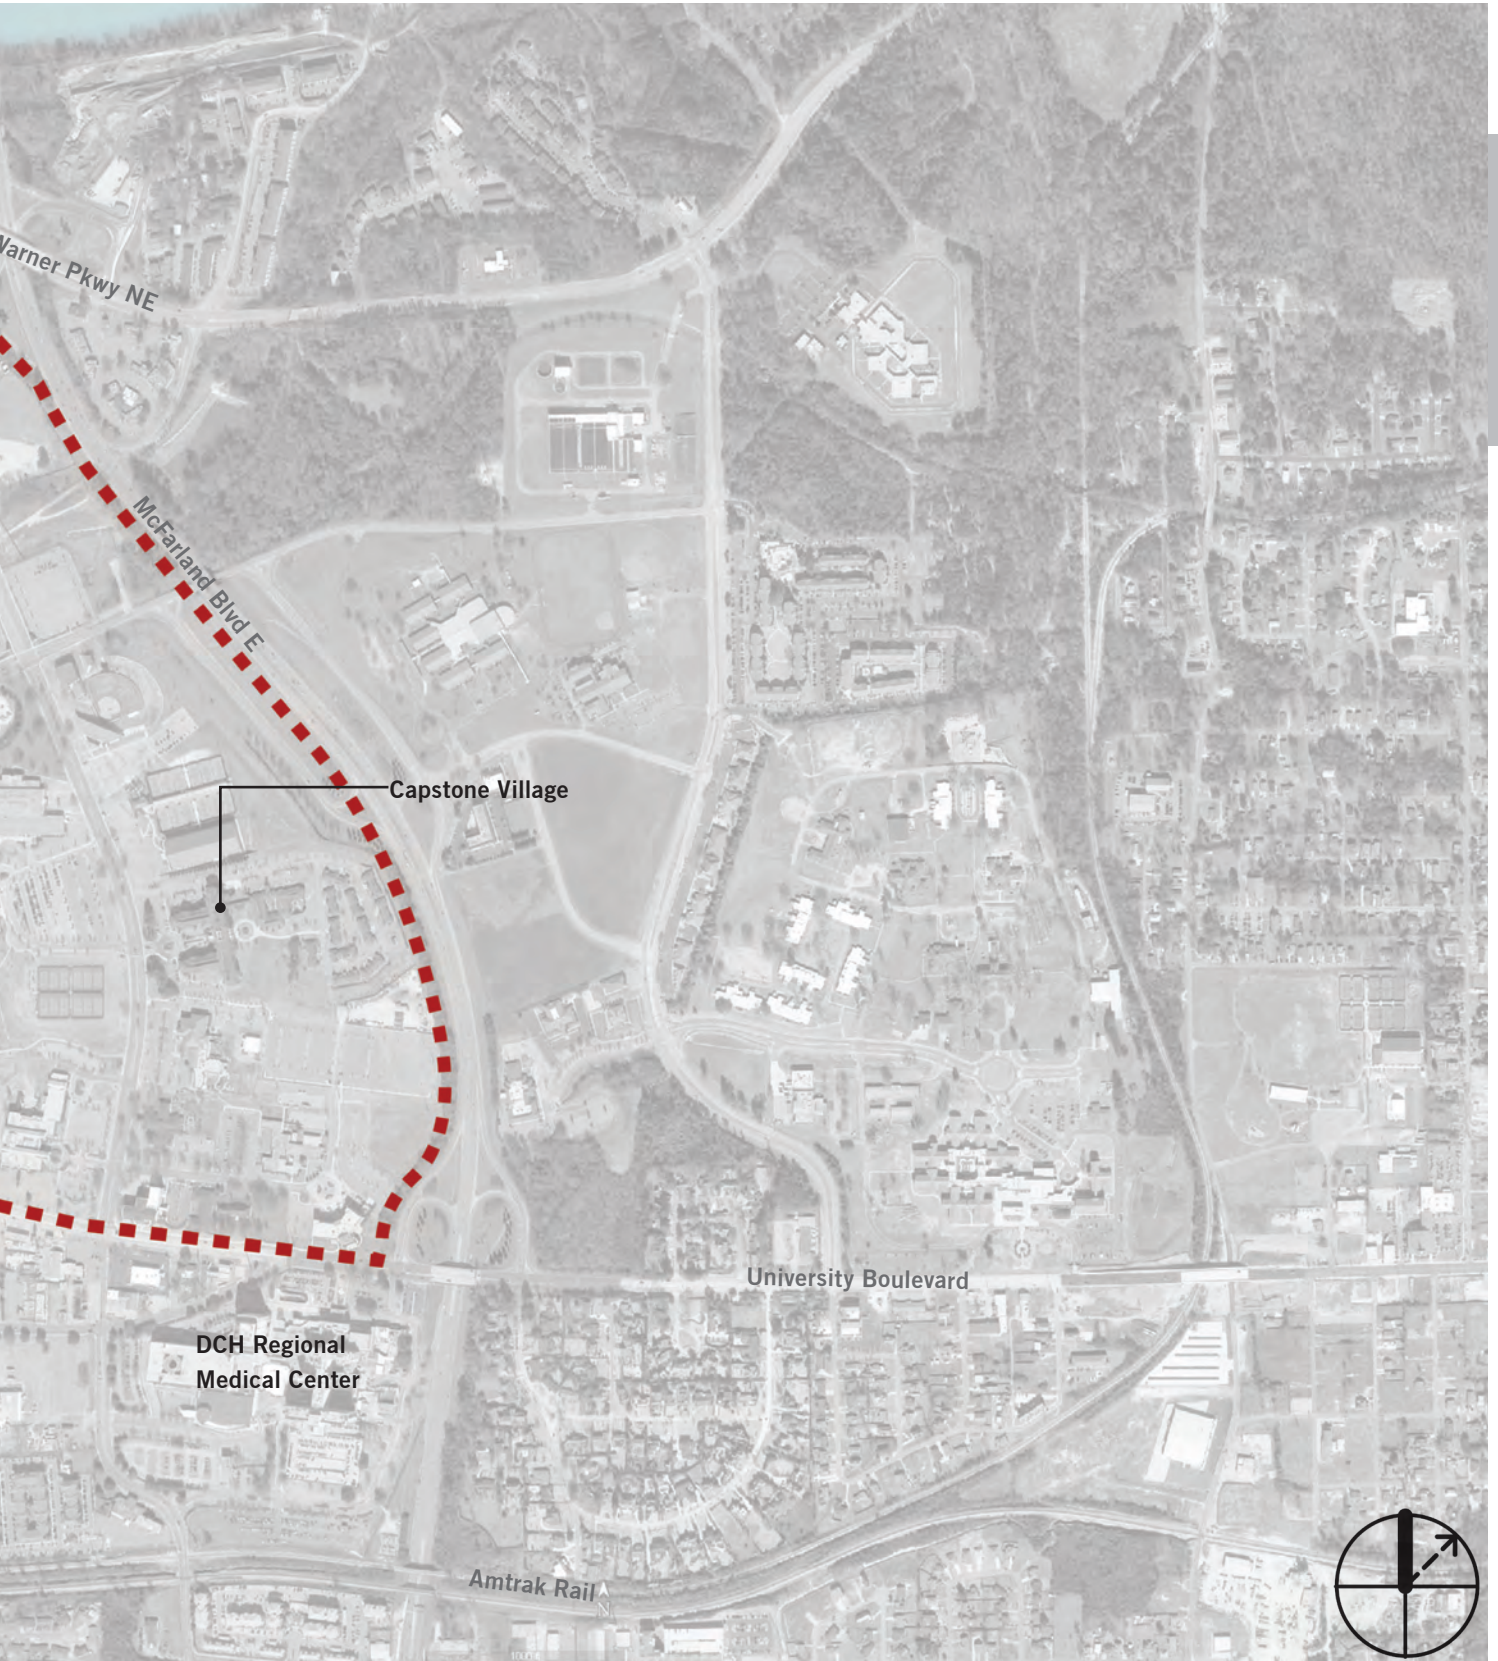 Warner Pkwy NE
McFarland Blvd E
Capstone Village
University Boulevard
DCH Regional
Medical Center
Amtrak Rail